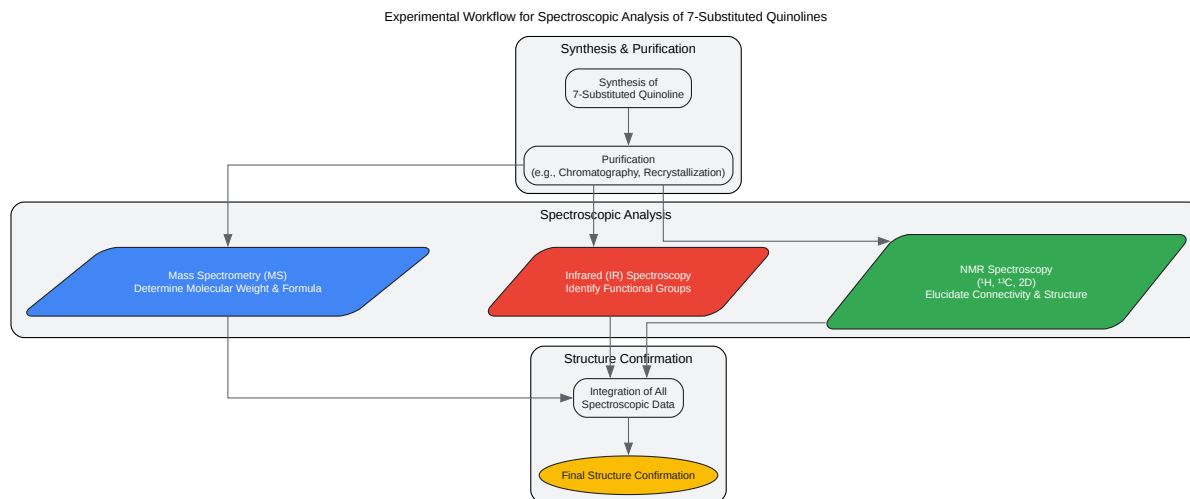 Experimental Workflow for Spectroscopic Analysis of 7-Substituted Quinolines
Synthesis & Purification
Synthesis of
7-Substituted Quinoline
Purification
(e.g., Chromatography, Recrystallization)
Spectroscopic Analysis
Mass Spectrometry (MS)
Determine Molecular Weight & Formula
Infrared (IR) Spectroscopy
Identify Functional Groups
NMR Spectroscopy
(¹H, ¹³C, 2D)
Elucidate Connectivity & Structure
Structure Confirmation
Integration of All
Spectroscopic Data
Final Structure Confirmation